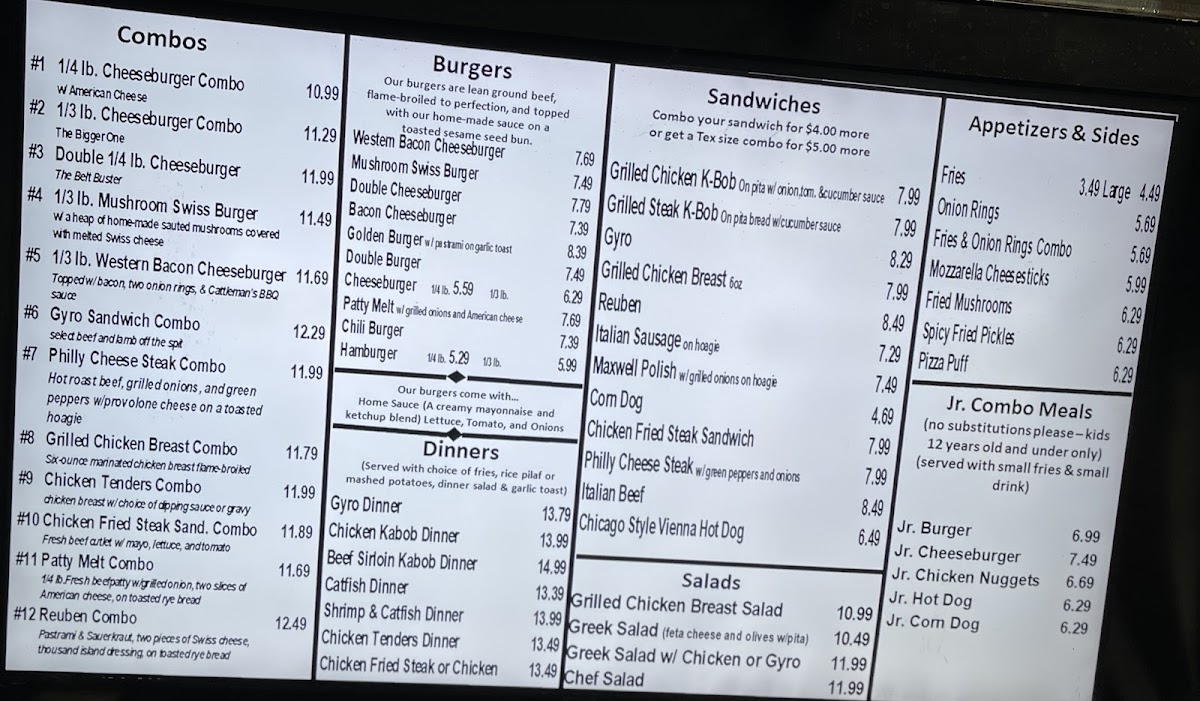 Combos
#1 1/4 lb. Cheeseburger Combo 10.99
w/ American Cheese
#2 1/3 lb. Cheeseburger Combo 11.29
The Bigger One
#3 Double 1/4 lb. Cheeseburger 11.99
The Belt Buster
#4 1/3 lb. Mushroom Swiss Burger 11.49
w/ a heap of home-made sauted mushrooms covered
with melted Swiss cheese
#5 1/3 lb. Western Bacon Cheeseburger 11.69
Topped w/ bacon, two onion rings, & Cattleman's BBQ
sauce
#6 Gyro Sandwich Combo 12.29
select beef and lamb off the spit
#7 Philly Cheese Steak Combo 11.99
Hot roast beef, grilled onions, and green
peppers w/provolone cheese on a toasted
hoagie
#8 Grilled Chicken Breast Combo 11.79
Six-ounce marinated chicken breast flame-broiled
#9 Chicken Tenders Combo 11.99
chicken breast w/ choice of dipping sauce or gravy
#10 Chicken Fried Steak Sand. Combo 11.89
Fresh beef cutlet w/ mayo, lettuce, and tomato
#11 Patty Melt Combo 11.69
1/4 lb.Fresh beef patty w/grilled onion, two slices of
American cheese, on toasted rye bread
#12 Reuben Combo 12.49
Pastrami & Sauerkraut, two pieces of Swiss cheese,
thousand island dressing, on toasted rye bread
Burgers
Our burgers are lean ground beef,
flame-broiled to perfection, and topped
with our home-made sauce on a
toasted sesame seed bun.
Western Bacon Cheeseburger 7.69
Mushroom Swiss Burger 7.49
Double Cheeseburger 7.79
Bacon Cheeseburger 7.39
Golden Burger w/ pastrami on garlic toast 8.39
Double Burger 7.49
Cheeseburger 1/4 lb. 5.59 1/3 lb. 6.29
Patty Melt w/ grilled onions and American cheese 7.69
Chili Burger 7.39
Hamburger 1/4 lb. 5.29 1/3 lb. 5.99
Our burgers come with...
Home Sauce (A creamy mayonnaise and
ketchup blend) Lettuce, Tomato, and Onions
Dinners
(Served with choice of fries, rice pilaf or
mashed potatoes, dinner salad & garlic toast)
Gyro Dinner 13.79
Chicken Kabob Dinner 13.99
Beef Sirloin Kabob Dinner 14.99
Catfish Dinner 13.39
Shrimp & Catfish Dinner 13.99
Chicken Tenders Dinner 13.49
Chicken Fried Steak or Chicken 13.49
Sandwiches
Combo your sandwich for $4.00 more
or get a Tex size combo for $5.00 more
Grilled Chicken K-Bob On pita w/ onion,tom. &cucumber sauce 7.99
Grilled Steak K-Bob On pita bread w/cucumber sauce 7.99
Gyro 8.29
Grilled Chicken Breast 6oz 7.99
Reuben 8.49
Italian Sausage on hoagie 7.29
Maxwell Polish w/grilled onions on hoagie 7.49
Corn Dog 4.69
Chicken Fried Steak Sandwich 7.99
Philly Cheese Steak w/green peppers and onions 7.99
Italian Beef 8.49
Chicago Style Vienna Hot Dog 6.49
Salads
Grilled Chicken Breast Salad 10.99
Greek Salad (feta cheese and olives w/pita) 10.49
Greek Salad w/ Chicken or Gyro 11.99
Chef Salad 11.99
Appetizers & Sides
Fries 3.49 Large 4.49
Onion Rings 5.69
Fries & Onion Rings Combo 5.69
Mozzarella Cheesesticks 5.99
Fried Mushrooms 6.29
Spicy Fried Pickles 6.29
Pizza Puff 6.29
Jr. Combo Meals
(no substitutions please – kids
12 years old and under only)
(served with small fries & small
drink)
Jr. Burger 6.99
Jr. Cheeseburger 7.49
Jr. Chicken Nuggets 6.69
Jr. Hot Dog 6.29
Jr. Corn Dog 6.29